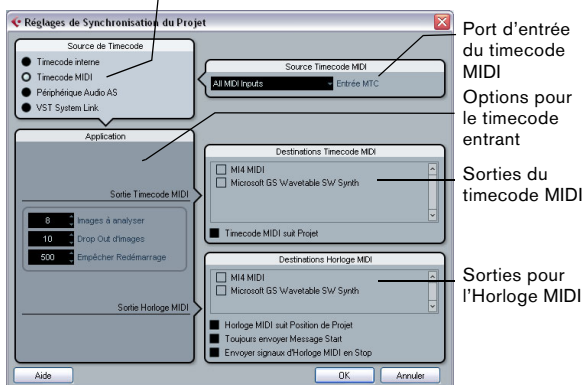 Réglages de Synchronisation du Projet
Source de Timecode
Timecode interne
Timecode MIDI
Périphérique Audio AS
VST System Link
Source Timecode MIDI
All MIDI Inputs
Entrée MTC
Application
Sortie Timecode MIDI
8 Images à analyser
10 Drop Out d'images
500 Empêcher Redémarrage
Sortie Horloge MIDI
Destinations Timecode MIDI
MI4 MIDI
Microsoft GS Wavetable SW Synth
Timecode MIDI suit Projet
Destinations Horloge MIDI
MI4 MIDI
Microsoft GS Wavetable SW Synth
Horloge MIDI suit Position de Projet
Toujours envoyer Message Start
Envoyer signaux d'Horloge MIDI en Stop
Aide
OK
Annuler
Port d'entrée
du timecode
MIDI
Options pour
le timecode
entrant
Sorties du
timecode MIDI
Sorties pour
l'Horloge MIDI